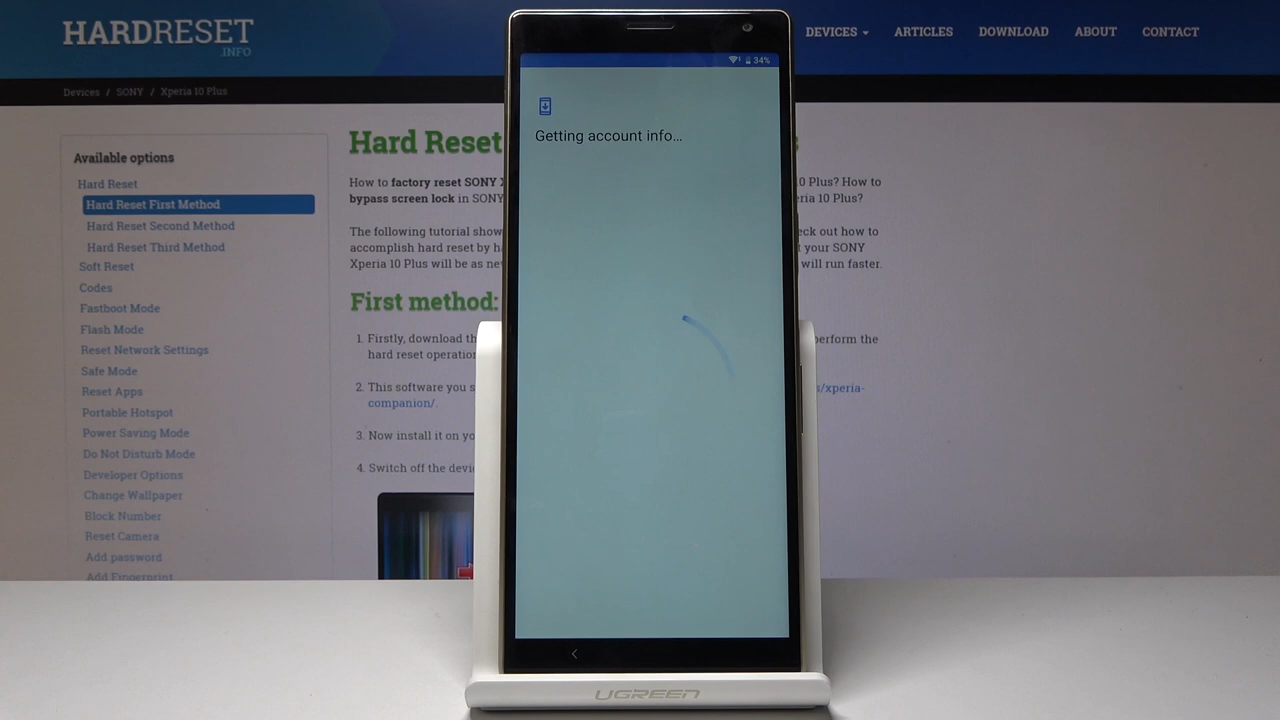 HARDRESET
.INFO
DEVICES
ARTICLES
DOWNLOAD
ABOUT
CONTACT
Devices / SONY / Xperia 10 Plus
Available options
Hard Reset
Hard Reset First Method
Hard Reset Second Method
Hard Reset Third Method
Soft Reset
Codes
Fastboot Mode
Flash Mode
Reset Network Settings
Safe Mode
Reset Apps
Portable Hotspot
Power Saving Mode
Do Not Disturb Mode
Developer Options
Change Wallpaper
Block Number
Reset Camera
Add password
Add Fingerprint
Hard Reset
How to factory reset SONY
0 Plus? How to
bypass screen lock in SONY
eria 10 Plus?
The following tutorial show
eck out how to
accomplish hard reset by h
t your SONY
Xperia 10 Plus will be as ne
will run faster.
First method:
1. Firstly, download th
perform the
hard reset operation
2. This software you s
s/xperia-
companion/.
3. Now install it on yo
4. Switch off the devi
34%
Getting account info...
UGREEN